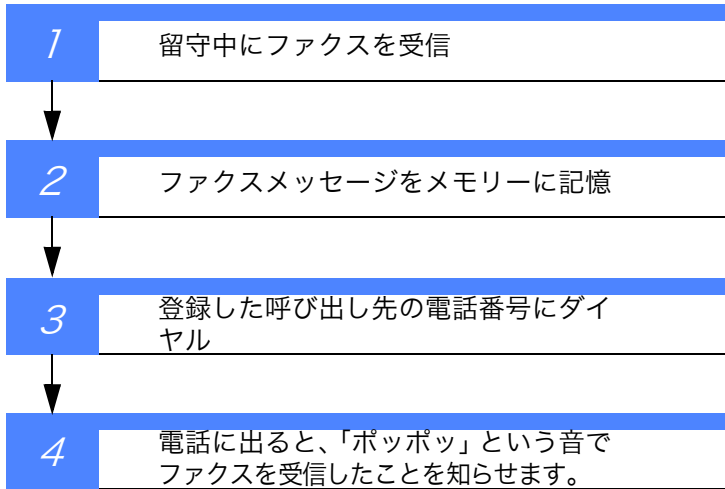 1
留守中にファクスを受信
2
ファクスメッセージをメモリーに記憶
3
登録した呼び出し先の電話番号にダイ
ヤル
4
電話に出ると、「ポッポッ」という音で
ファクスを受信したことを知らせます。